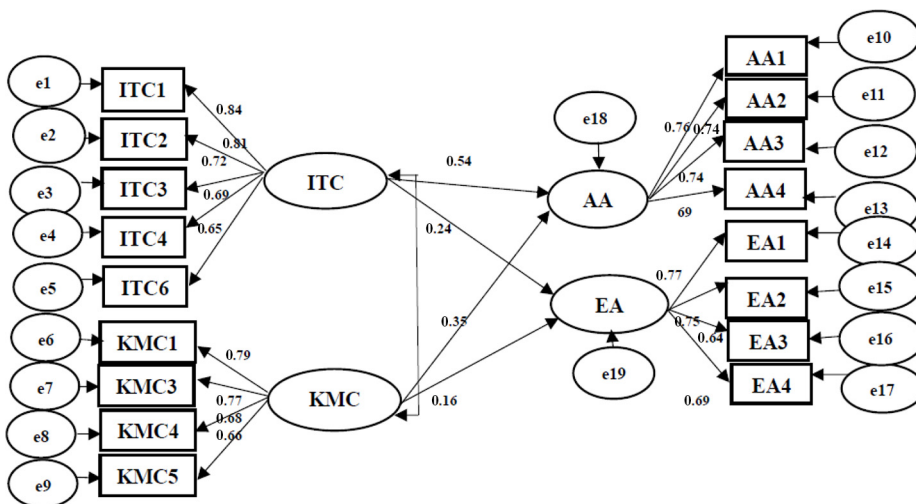 e1
ITC1
0.84
e2
ITC2
0.81
0.72
e3
ITC3
0.69
e4
ITC4
0.65
e5
ITC6
ITC
e6
KMC1
0.79
e7
KMC3
0.77
e8
KMC4
0.68
0.66
e9
KMC5
KMC
0.54
0.24
0.35
0.16
e18
AA
EA
e19
AA1
e10
AA2
e11
0.76
0.74
AA3
e12
0.74
AA4
69
e13
EA1
e14
0.77
EA2
e15
0.75
0.64
EA3
e16
EA4
0.69
e17